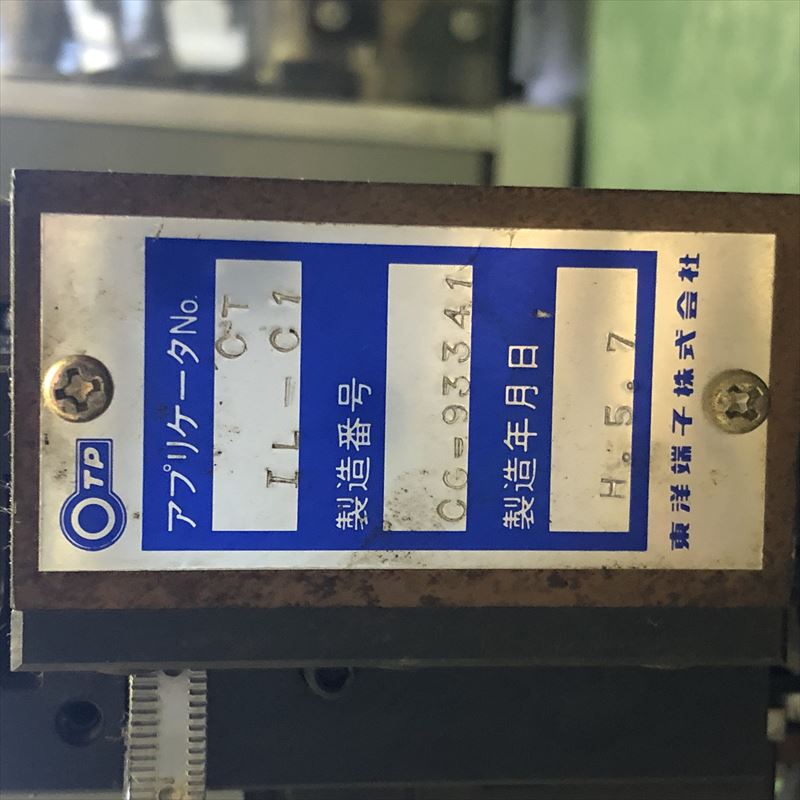 OTP
アプリケータNo.
CT
IL-C1
製造番号
CG-93341
製造年月日
H.5.7
東洋端子株式会社